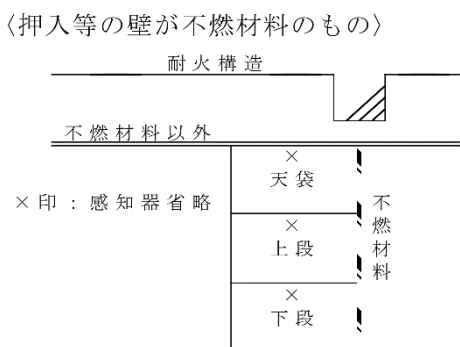 〈押入等の壁が不燃材料のもの〉
耐火構造
不燃材料以外
×
天袋
×印：感知器省略
不燃材料
×
上段
×
下段